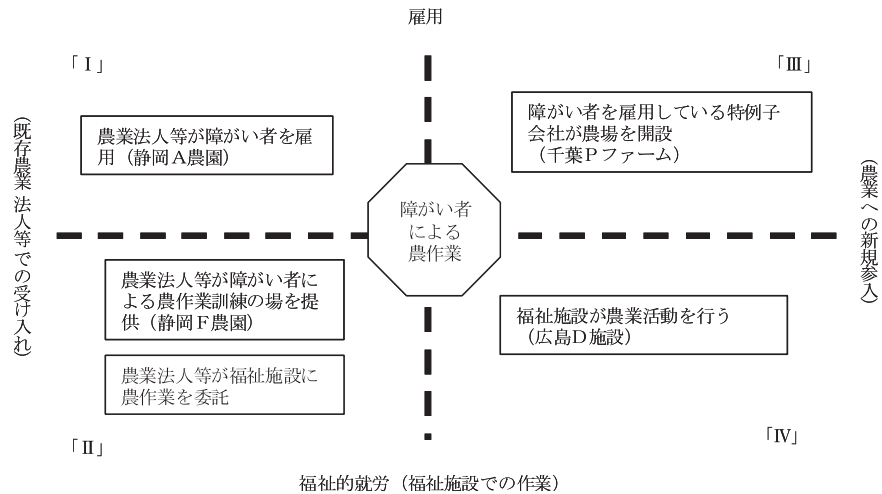 雇用
「Ⅰ」
「Ⅲ」
農業法人等が障がい者を雇
用（静岡A農園）
障がい者を雇用している特例子
会社が農場を開設
（千葉Pファーム）
（既存農業法人等での受け入れ）
障がい者
による
農作業
（農業への新規参入）
農業法人等が障がい者に
よる農作業訓練の場を提
供（静岡F農園）
福祉施設が農業活動を行う
（広島D施設）
農業法人等が福祉施設に
農作業を委託
「Ⅱ」
「Ⅳ」
福祉的就労（福祉施設での作業）